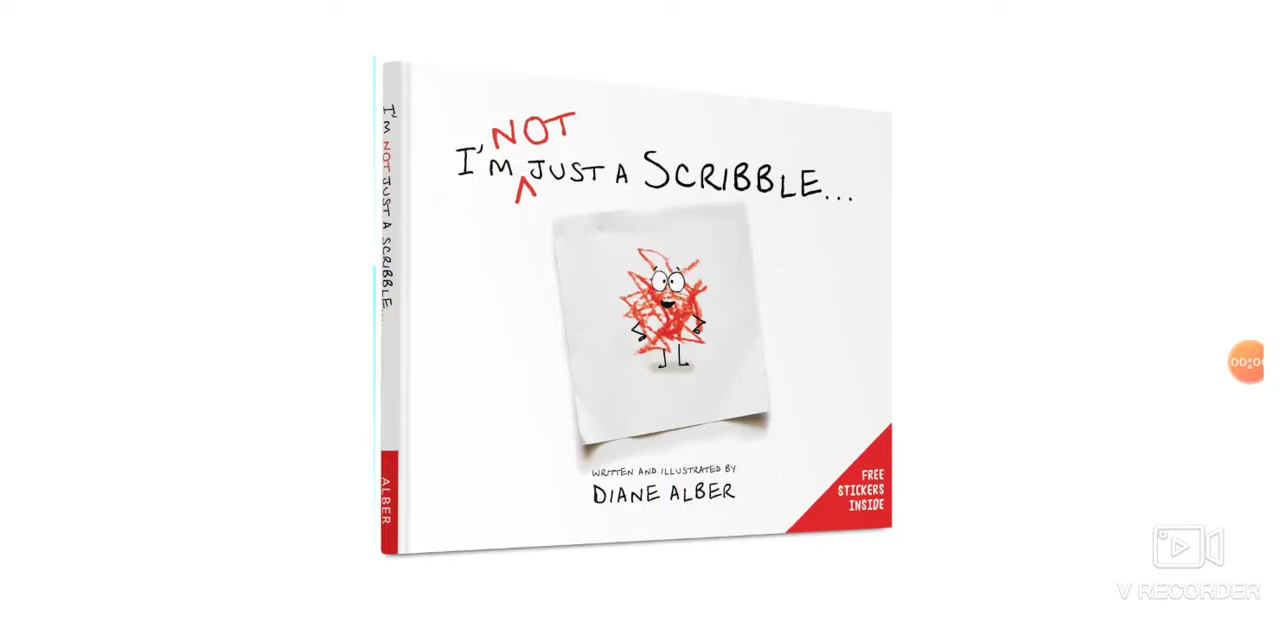 I'M NOT JUST A SCRIBBLE...
ALBER
NOT
I'M JUST A SCRIBBLE...
WRITTEN AND ILLUSTRATED BY
DIANE ALBER
FREE
STICKERS
INSIDE
V RECORDER